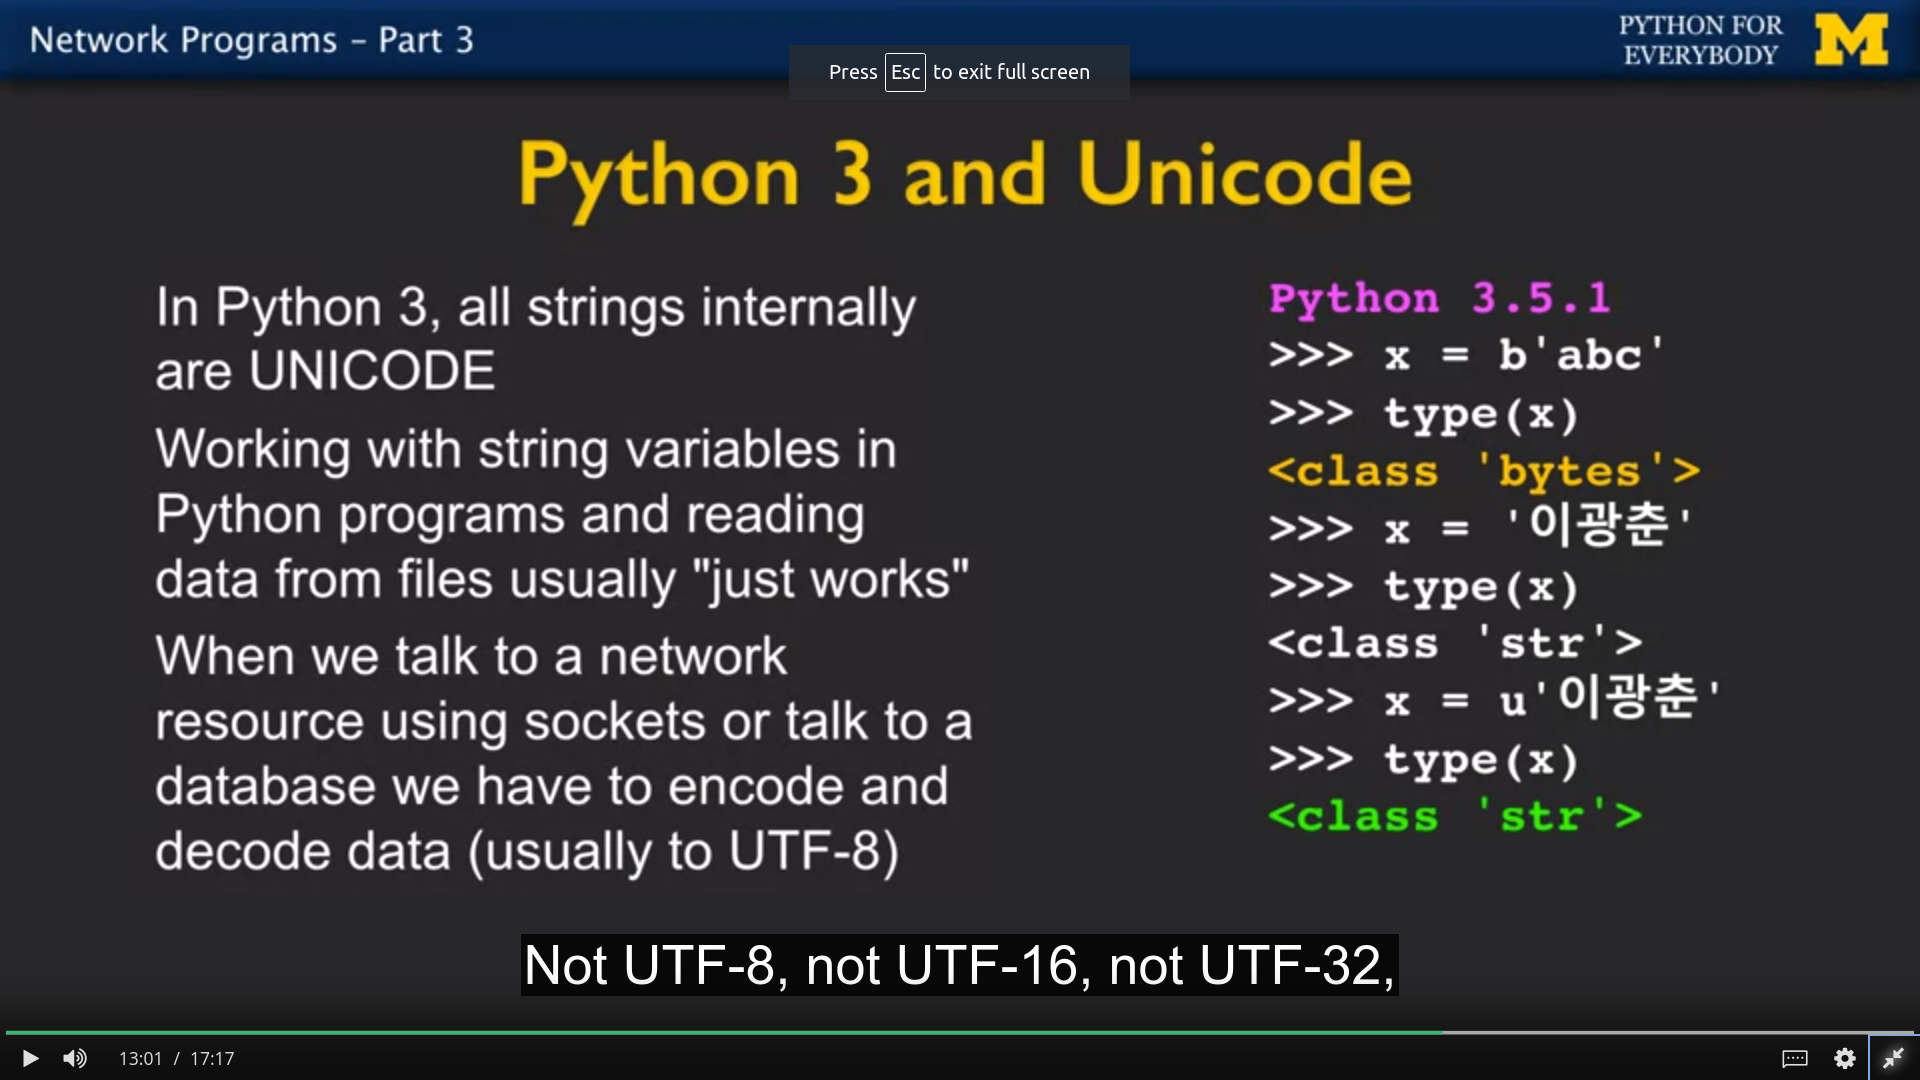 Network Programs – Part 3
PYTHON FOR
EVERYBODY
M
Press Esc to exit full screen
Python 3 and Unicode
In Python 3, all strings internally
are UNICODE
Working with string variables in
Python programs and reading
data from files usually "just works"
When we talk to a network
resource using sockets or talk to a
database we have to encode and
decode data (usually to UTF-8)
Python 3.5.1
>>> x = b'abc'
>>> type(x)
<class 'bytes'>
>>> x = '이광춘'
>>> type(x)
<class 'str'>
>>> x = u'이광춘'
>>> type(x)
<class 'str'>
Not UTF-8, not UTF-16, not UTF-32,
13:01 / 17:17